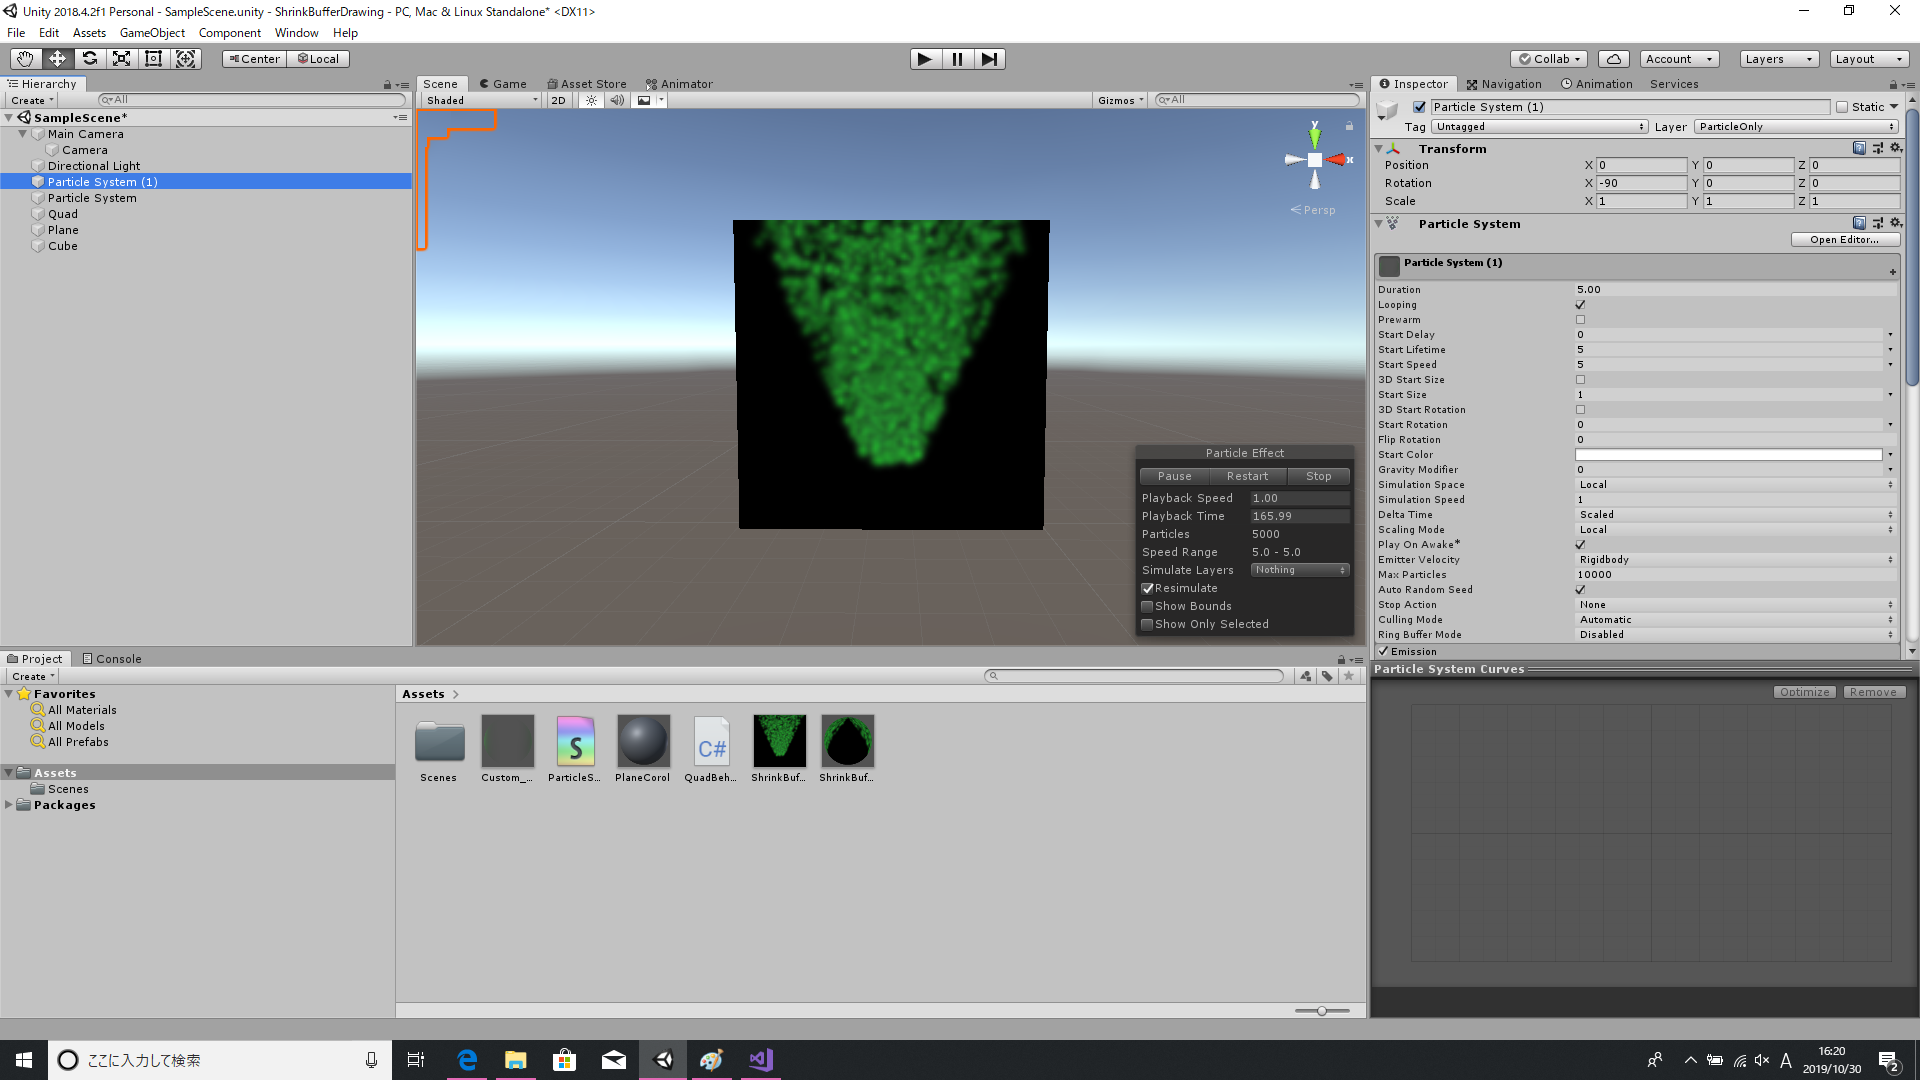 Unity 2018.4.2f1 Personal - SampleScene.unity - ShrinkBufferDrawing - PC, Mac & Linux Standalone* <DX11>
File Edit Assets GameObject Component Window Help
Center Local Collab Account Layers Layout
Hierarchy
Create All
SampleScene*
Main Camera
Camera
Directional Light
Particle System (1)
Particle System
Quad
Plane
Cube
Scene Game Asset Store Animator
Shaded 2D Gizmos All
y
x
Persp
Particle Effect
Pause Restart Stop
Playback Speed 1.00
Playback Time 165.99
Particles 5000
Speed Range 5.0 - 5.0
Simulate Layers Nothing
Resimulate
Show Bounds
Show Only Selected
Inspector Navigation Animation Services
Particle System (1) Static
Tag Untagged Layer ParticleOnly
Transform
Position X 0 Y 0 Z 0
Rotation X -90 Y 0 Z 0
Scale X 1 Y 1 Z 1
Particle System
Open Editor...
Particle System (1)
Duration 5.00
Looping
Prewarm
Start Delay 0
Start Lifetime 5
Start Speed 5
3D Start Size
Start Size 1
3D Start Rotation
Start Rotation 0
Flip Rotation 0
Start Color
Gravity Modifier 0
Simulation Space Local
Simulation Speed 1
Delta Time Scaled
Scaling Mode Local
Play On Awake*
Emitter Velocity Rigidbody
Max Particles 10000
Auto Random Seed
Stop Action None
Culling Mode Automatic
Ring Buffer Mode Disabled
Emission
Particle System Curves
Optimize Remove
Project Console
Create
Favorites
All Materials
All Models
All Prefabs
Assets
Scenes
Packages
Assets
S C#
Scenes Custom_... ParticleS... PlaneCorol QuadBeh... ShrinkBuf... ShrinkBuf...
ここに入力して検索
A
16:20
2019/10/30
2